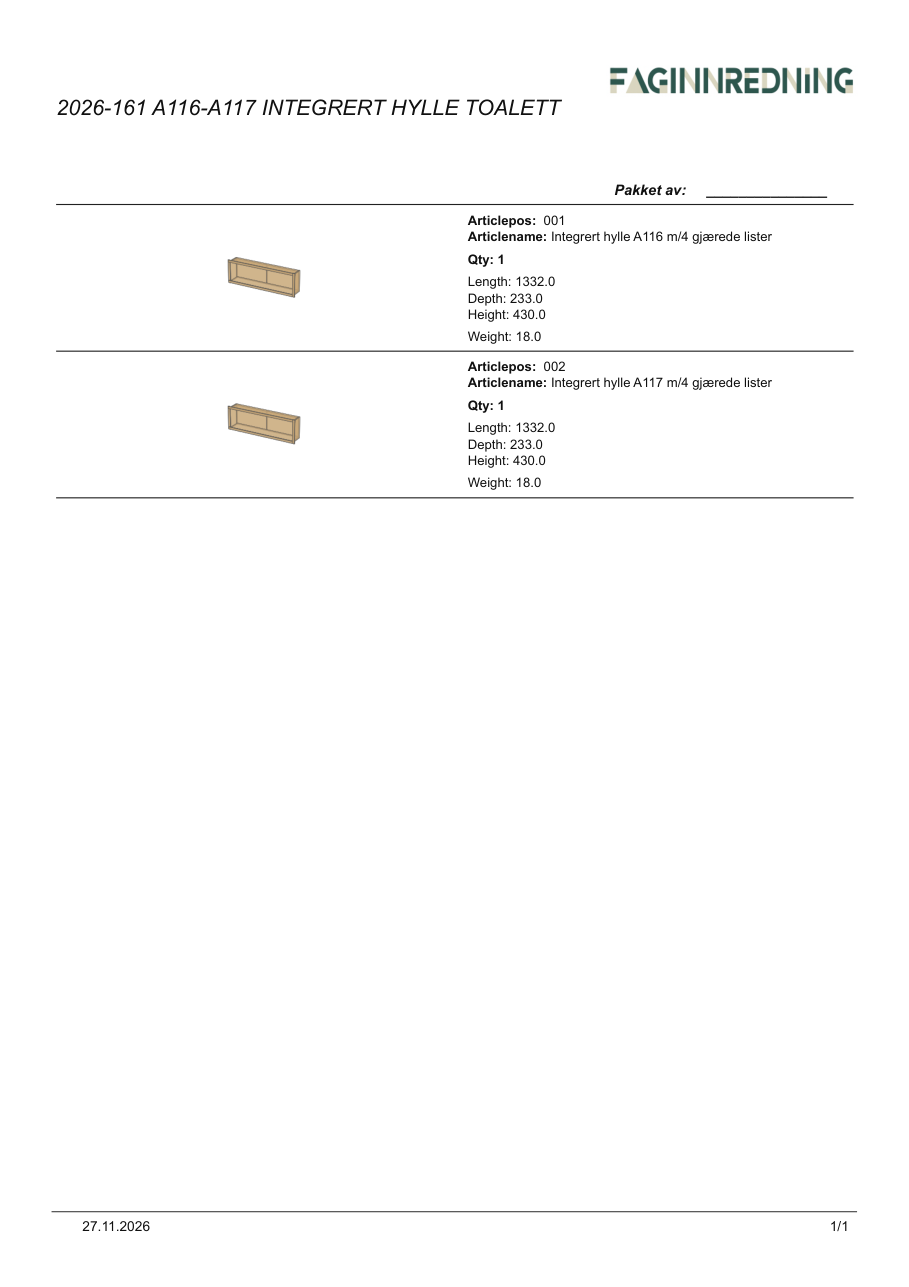 FAGINNREDNING
2026-161 A116-A117 INTEGRERT HYLLE TOALETT
Pakket av:
Articlepos: 001
Articlename: Integrert hylle A116 m/4 gjærede lister
Qty: 1
Length: 1332.0
Depth: 233.0
Height: 430.0
Weight: 18.0
Articlepos: 002
Articlename: Integrert hylle A117 m/4 gjærede lister
Qty: 1
Length: 1332.0
Depth: 233.0
Height: 430.0
Weight: 18.0
27.11.2026 1/1